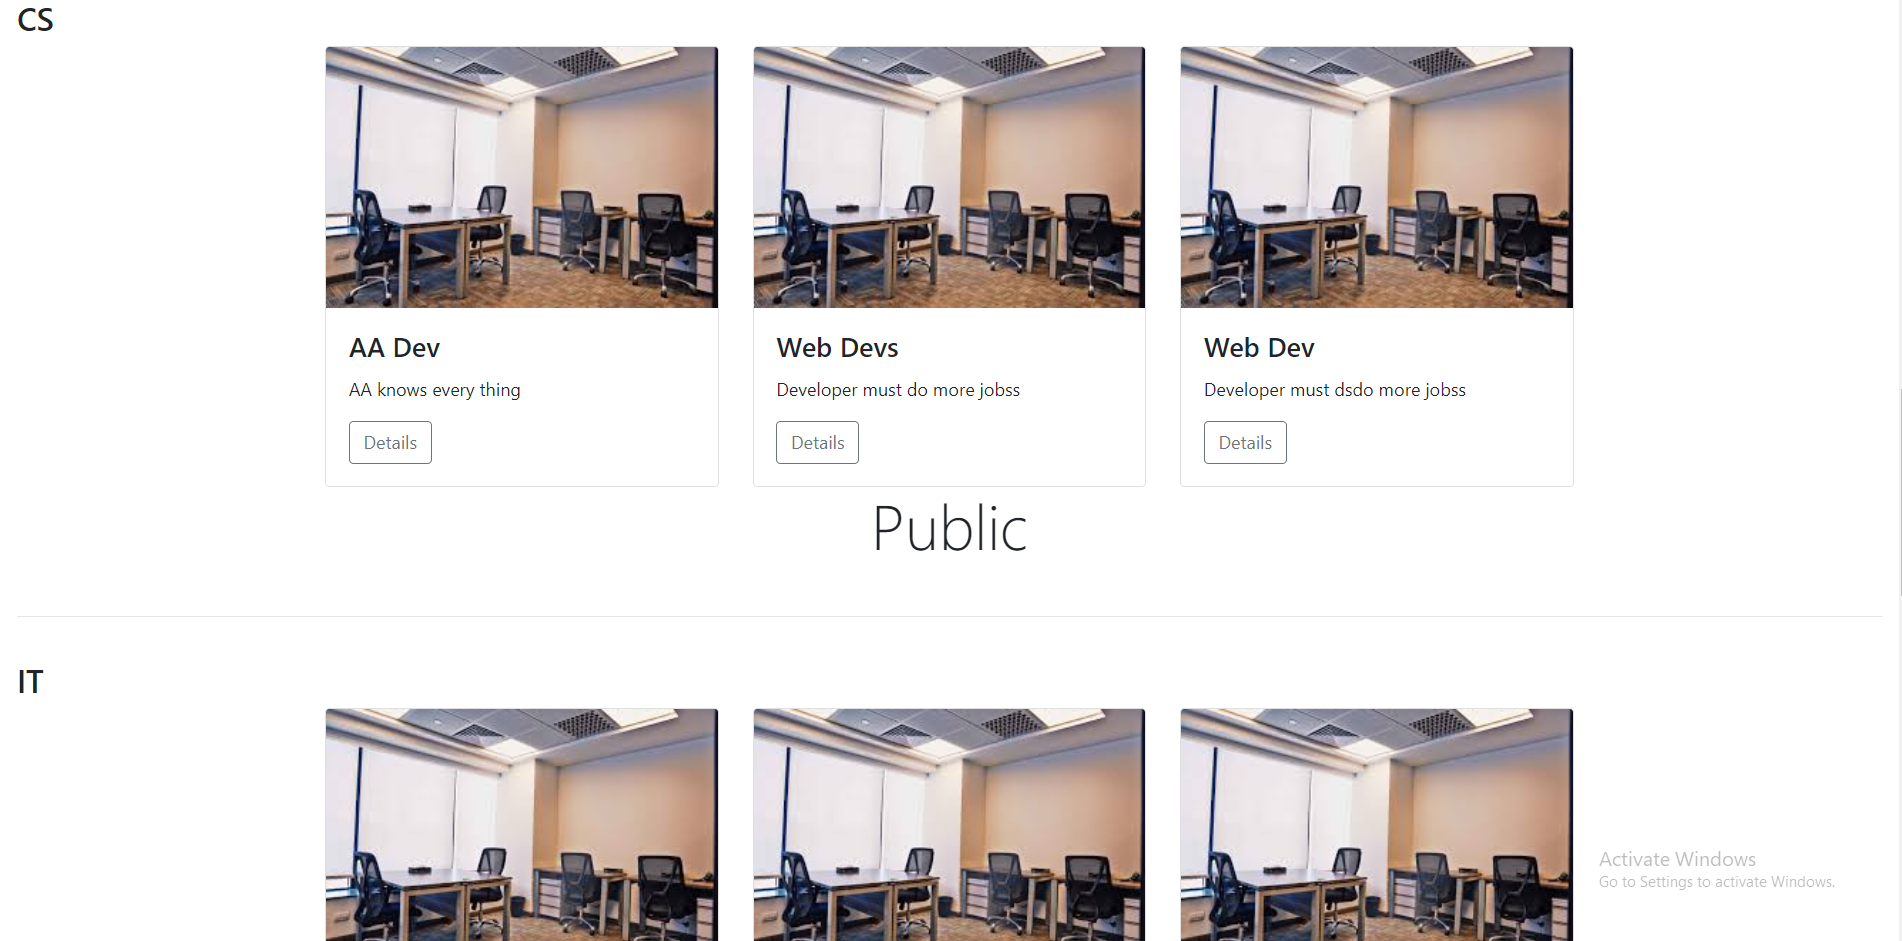 CS
AA Dev
AA knows every thing
Details
Web Devs
Developer must do more jobss
Details
Web Dev
Developer must dsdo more jobss
Details
Public
IT
Activate Windows
Go to Settings to activate Windows.